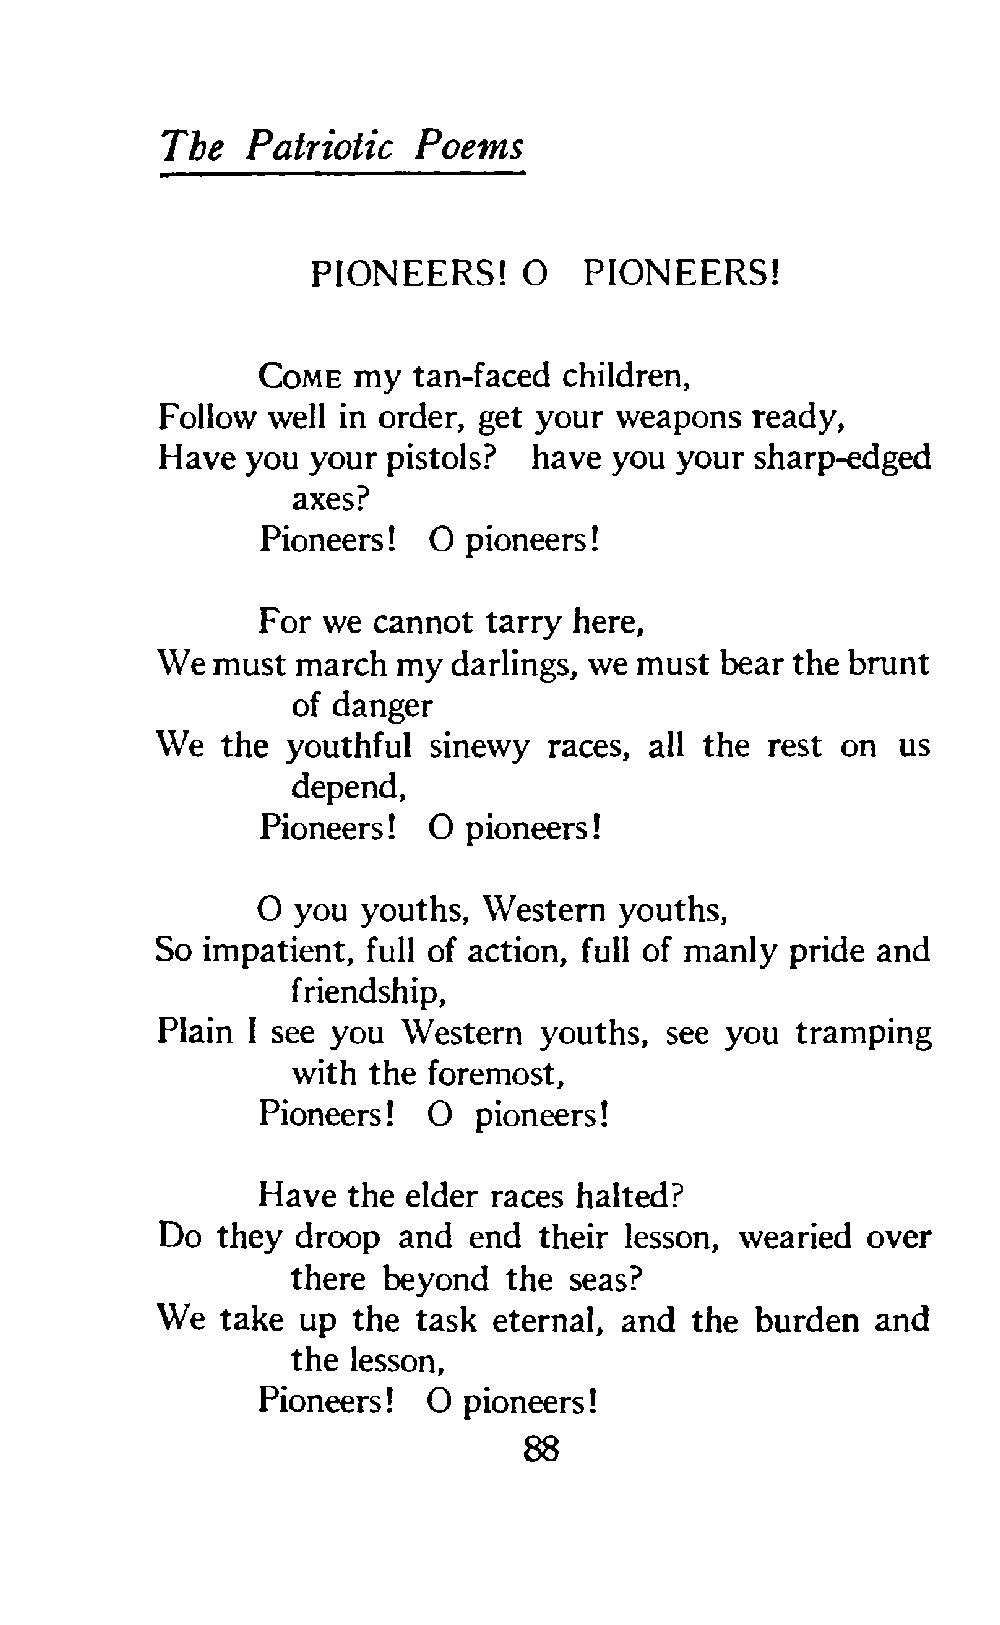 The Patriotic Poems
PIONEERS! O PIONEERS!
COME my tan-faced children,
Follow well in order, get your weapons ready,
Have you your pistols? have you your sharp-edged
axes?
Pioneers! O pioneers!
For we cannot tarry here,
We must march my darlings, we must bear the brunt
of danger
We the youthful sinewy races, all the rest on us
depend,
Pioneers! O pioneers!
O you youths, Western youths,
So impatient, full of action, full of manly pride and
friendship,
Plain I see you Western youths, see you tramping
with the foremost,
Pioneers! O pioneers!
Have the elder races halted?
Do they droop and end their lesson, wearied over
there beyond the seas?
We take up the task eternal, and the burden and
the lesson,
Pioneers! O pioneers!
88